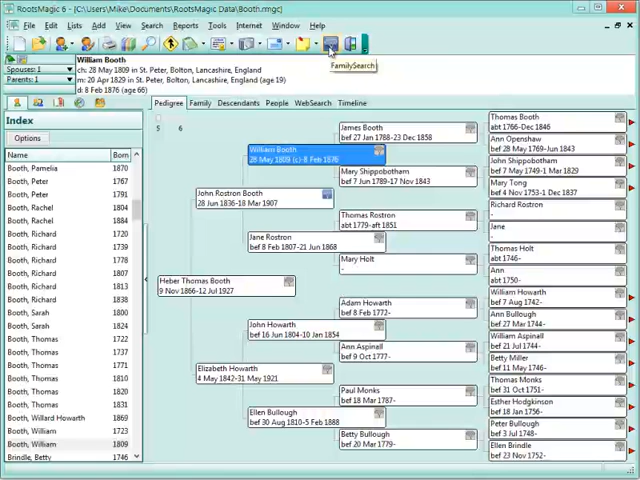 RootsMagic 6 - [C:\Users\Mike\Documents\RootsMagic\Booth.rmgc]
File Edit Lists Add View Search Reports Tools Internet Window Help
FamilySearch
Spouses: 1
Parents: 1
William Booth
ch: 28 May 1809 in St. Peter, Bolton, Lancashire, England
m: 20 Apr 1829 in St. Peter, Bolton, Lancashire, England (age 19)
d: 8 Feb 1876 (age 66)
Index
Options
Name Born
Booth, Pamelia 1870
Booth, Peter 1767
Booth, Peter 1791
Booth, Rachel 1804
Booth, Rachel 1884
Booth, Richard 1720
Booth, Richard 1739
Booth, Richard 1778
Booth, Richard 1807
Booth, Richard 1813
Booth, Richard 1838
Booth, Sarah 1800
Booth, Sarah 1824
Booth, Thomas 1722
Booth, Thomas 1731
Booth, Thomas 1771
Booth, Thomas 1810
Booth, Thomas 1820
Booth, Thomas 1832
Booth, Willard Howarth 1869
Booth, William 1723
Booth, William 1809
Brindle, Betty 1746
Pedigree Family Descendants People WebSearch Timeline
5 6
Heber Thomas Booth
9 Nov 1866-12 Jul 1927
John Rostron Booth
28 Jun 1836-18 Mar 1907
Elizabeth Howarth
4 May 1842-31 May 1921
William Booth
28 May 1809 (c)-8 Feb 1876
Jane Rostron
bef 8 Feb 1807-21 Jun 1868
John Howarth
bef 16 Jun 1804-10 Jan 1854
Ellen Bullough
bef 30 Aug 1810-5 Feb 1888
James Booth
bef 27 Jan 1788-23 Dec 1858
Mary Shippobotham
bef 7 Jun 1789-17 Nov 1843
Thomas Rostron
abt 1779-aft 1851
Mary Holt
-
Adam Howarth
bef 8 Feb 1772-
Ann Aspinall
bef 9 Oct 1777-
Paul Monks
bef 18 Mar 1787-
Betty Bullough
bef 20 Mar 1779-
Thomas Booth
abt 1766-Dec 1846
Ann Openshaw
bef 28 May 1769-Jun 1843
John Shippobotham
bef 7 May 1749-1 Mar 1829
Mary Tong
bef 4 Nov 1753-1 Dec 1837
Richard Rostron
-
Jane
-
Thomas Holt
abt 1746-
Ann
abt 1750-
William Howarth
bef 7 Aug 1742-
Ann Bullough
bef 27 Mar 1744-
William Aspinall
bef 21 Jul 1744-
Betty Miller
bef 11 May 1746-
Thomas Monks
bef 31 Oct 1751-
Esther Hodgkinson
bef 18 Jan 1756-
Peter Bullough
bef 3 Jul 1748-
Ellen Brindle
bef 23 Nov 1752-